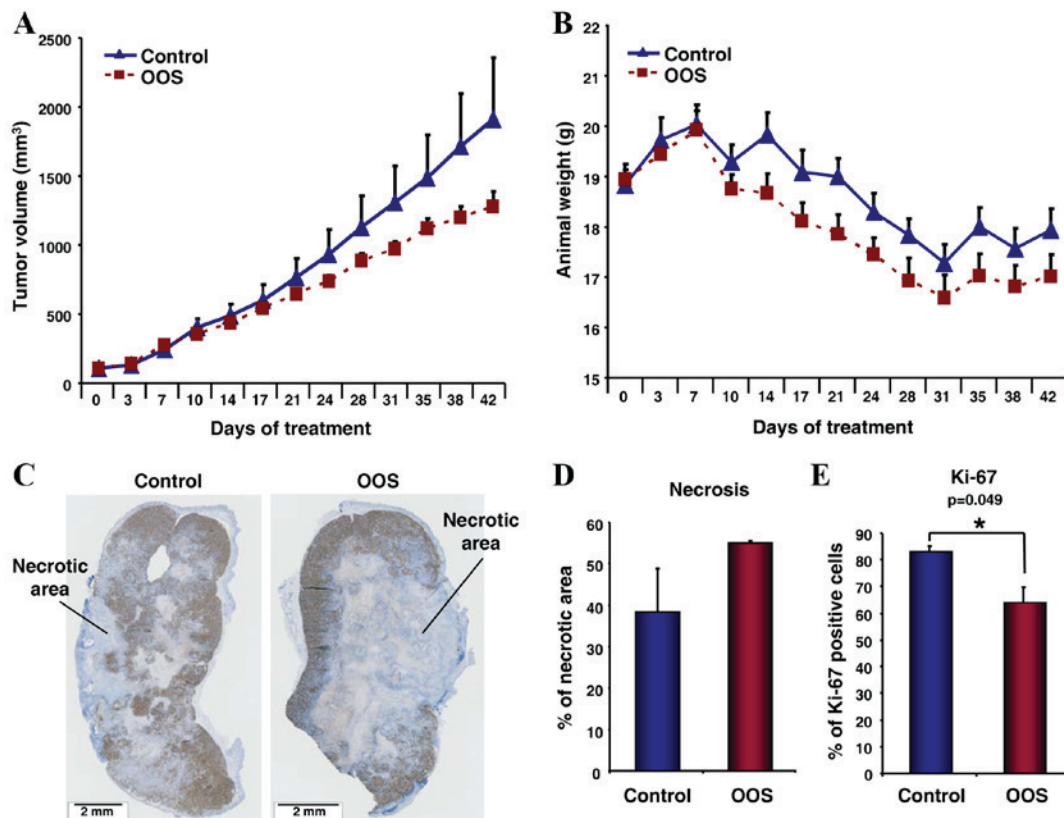 A
Control
OOS
Tumor volume (mm³)
2500
2000
1500
1000
500
0
0 3 7 10 14 17 21 24 28 31 35 38 42
Days of treatment
B
Control
OOS
Animal weight (g)
22
21
20
19
18
17
16
15
0 3 7 10 14 17 21 24 28 31 35 38 42
Days of treatment
C
Control
OOS
Necrotic
area
Necrotic
area
2 mm
2 mm
D
Necrosis
% of necrotic area
60
50
40
30
20
10
0
Control OOS
E
Ki-67
p=0.049
*
% of Ki-67 positive cells
90
80
70
60
50
40
30
20
10
0
Control OOS